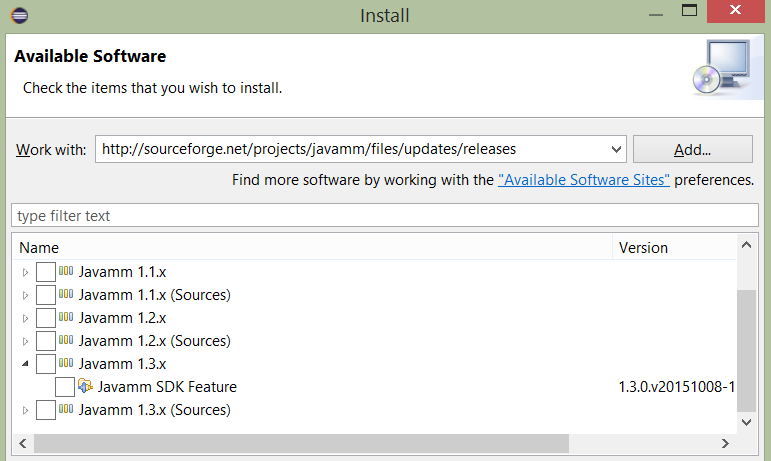 Install
Available Software
Check the items that you wish to install.
Work with: http://sourceforge.net/projects/javamm/files/updates/releases Add...
Find more software by working with the "Available Software Sites" preferences.
type filter text
Name Version
Javamm 1.1.x
Javamm 1.1.x (Sources)
Javamm 1.2.x
Javamm 1.2.x (Sources)
Javamm 1.3.x
Javamm SDK Feature 1.3.0.v20151008-1
Javamm 1.3.x (Sources)